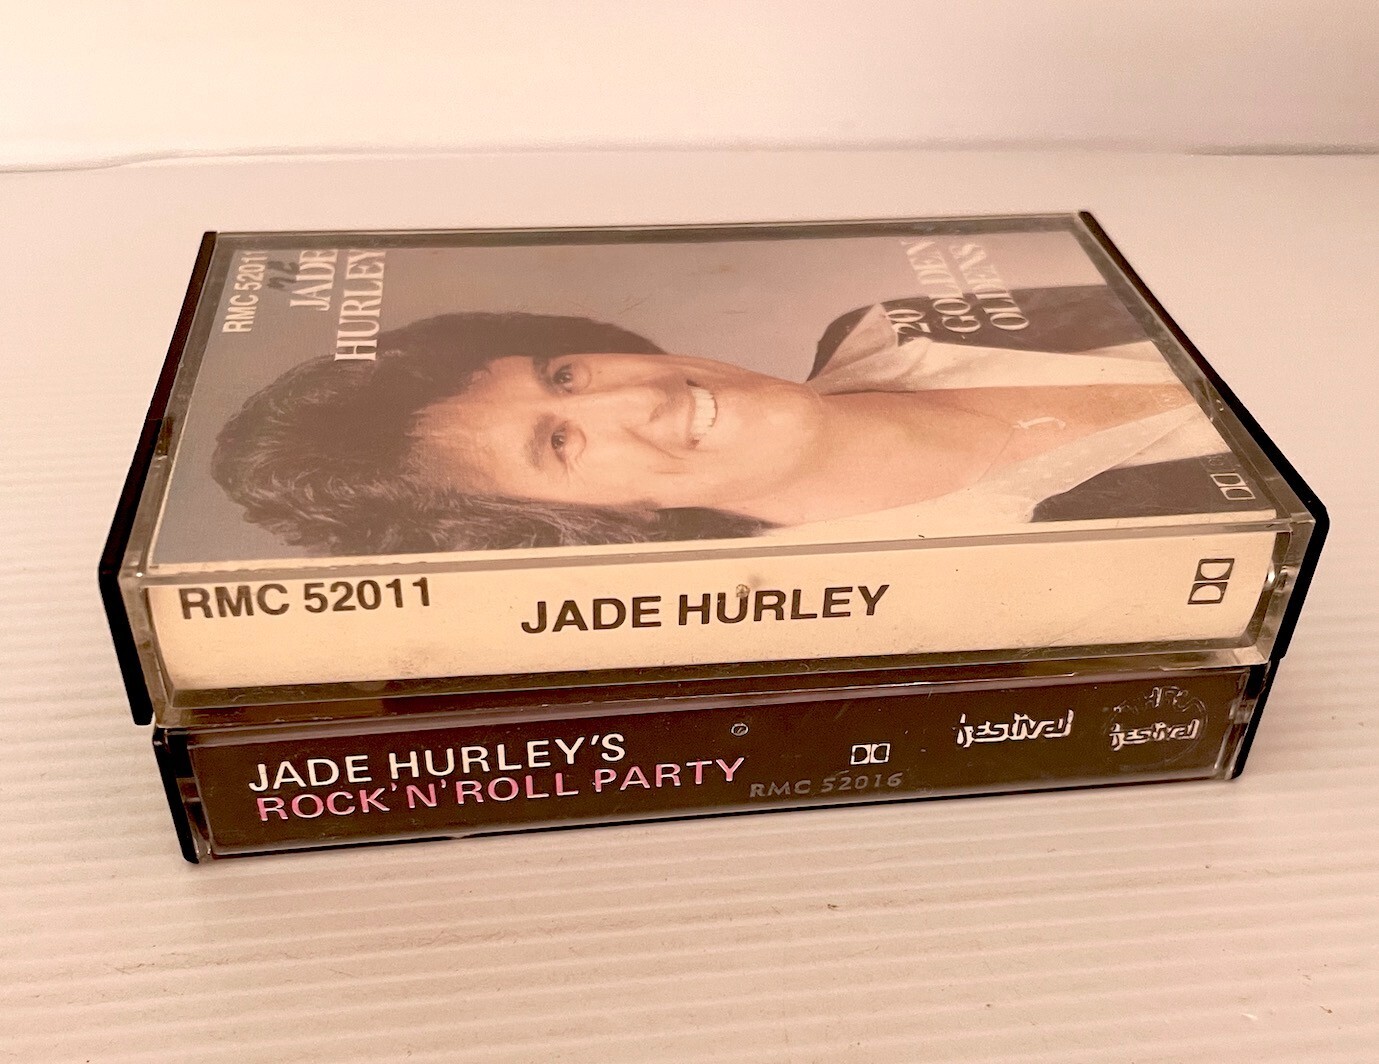 RMC 52011
JADE
HURLEY
20
GOLDEN
OLDENS
RMC 52011
JADE HURLEY
JADE HURLEY'S
ROCK'N'ROLL PARTY
RMC 52016
festival
festival